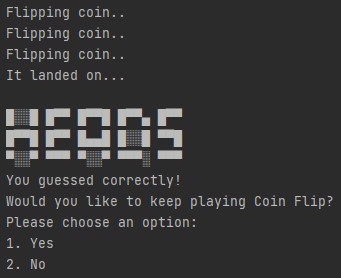 Flipping coin..
Flipping coin..
Flipping coin..
It landed on...
HEADS
You guessed correctly!
Would you like to keep playing Coin Flip?
Please choose an option:
1. Yes
2. No